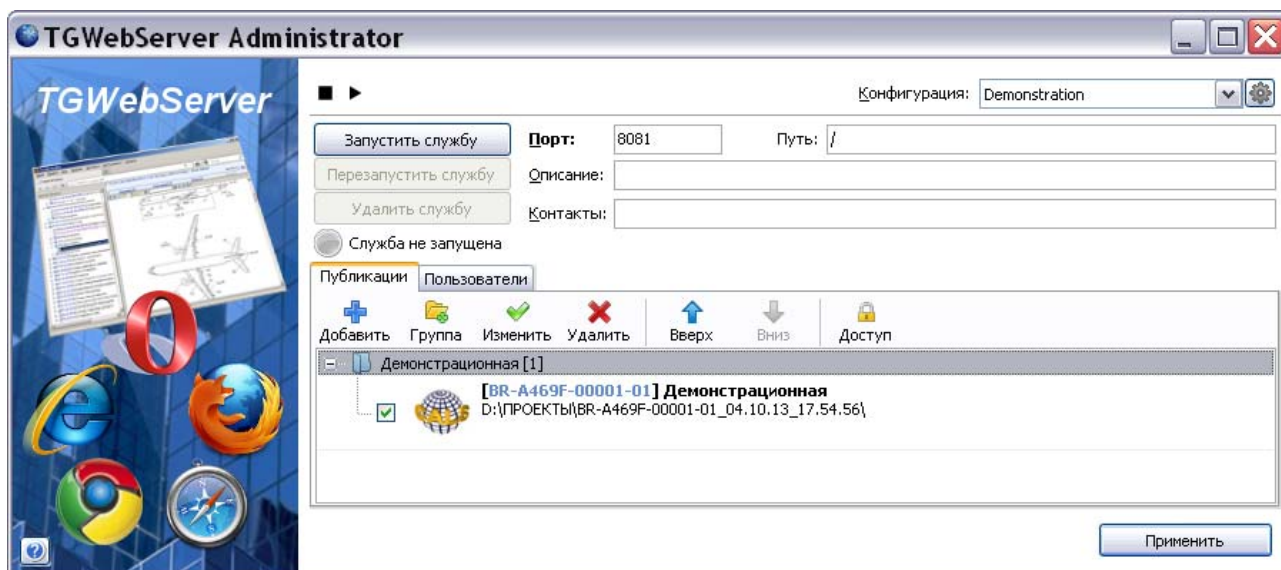 TGWebServer Administrator
TGWebServer
Конфигурация: Demonstration
Запустить службу Порт: 8081 Путь: /
Перезапустить службу Описание:
Удалить службу Контакты:
Служба не запущена
Публикации Пользователи
Добавить Группа Изменить Удалить Вверх Вниз Доступ
Демонстрационная [1]
[BR-A469F-00001-01] Демонстрационная
D:\ПРОЕКТЫ\BR-A469F-00001-01_04.10.13_17.54.56\
Применить